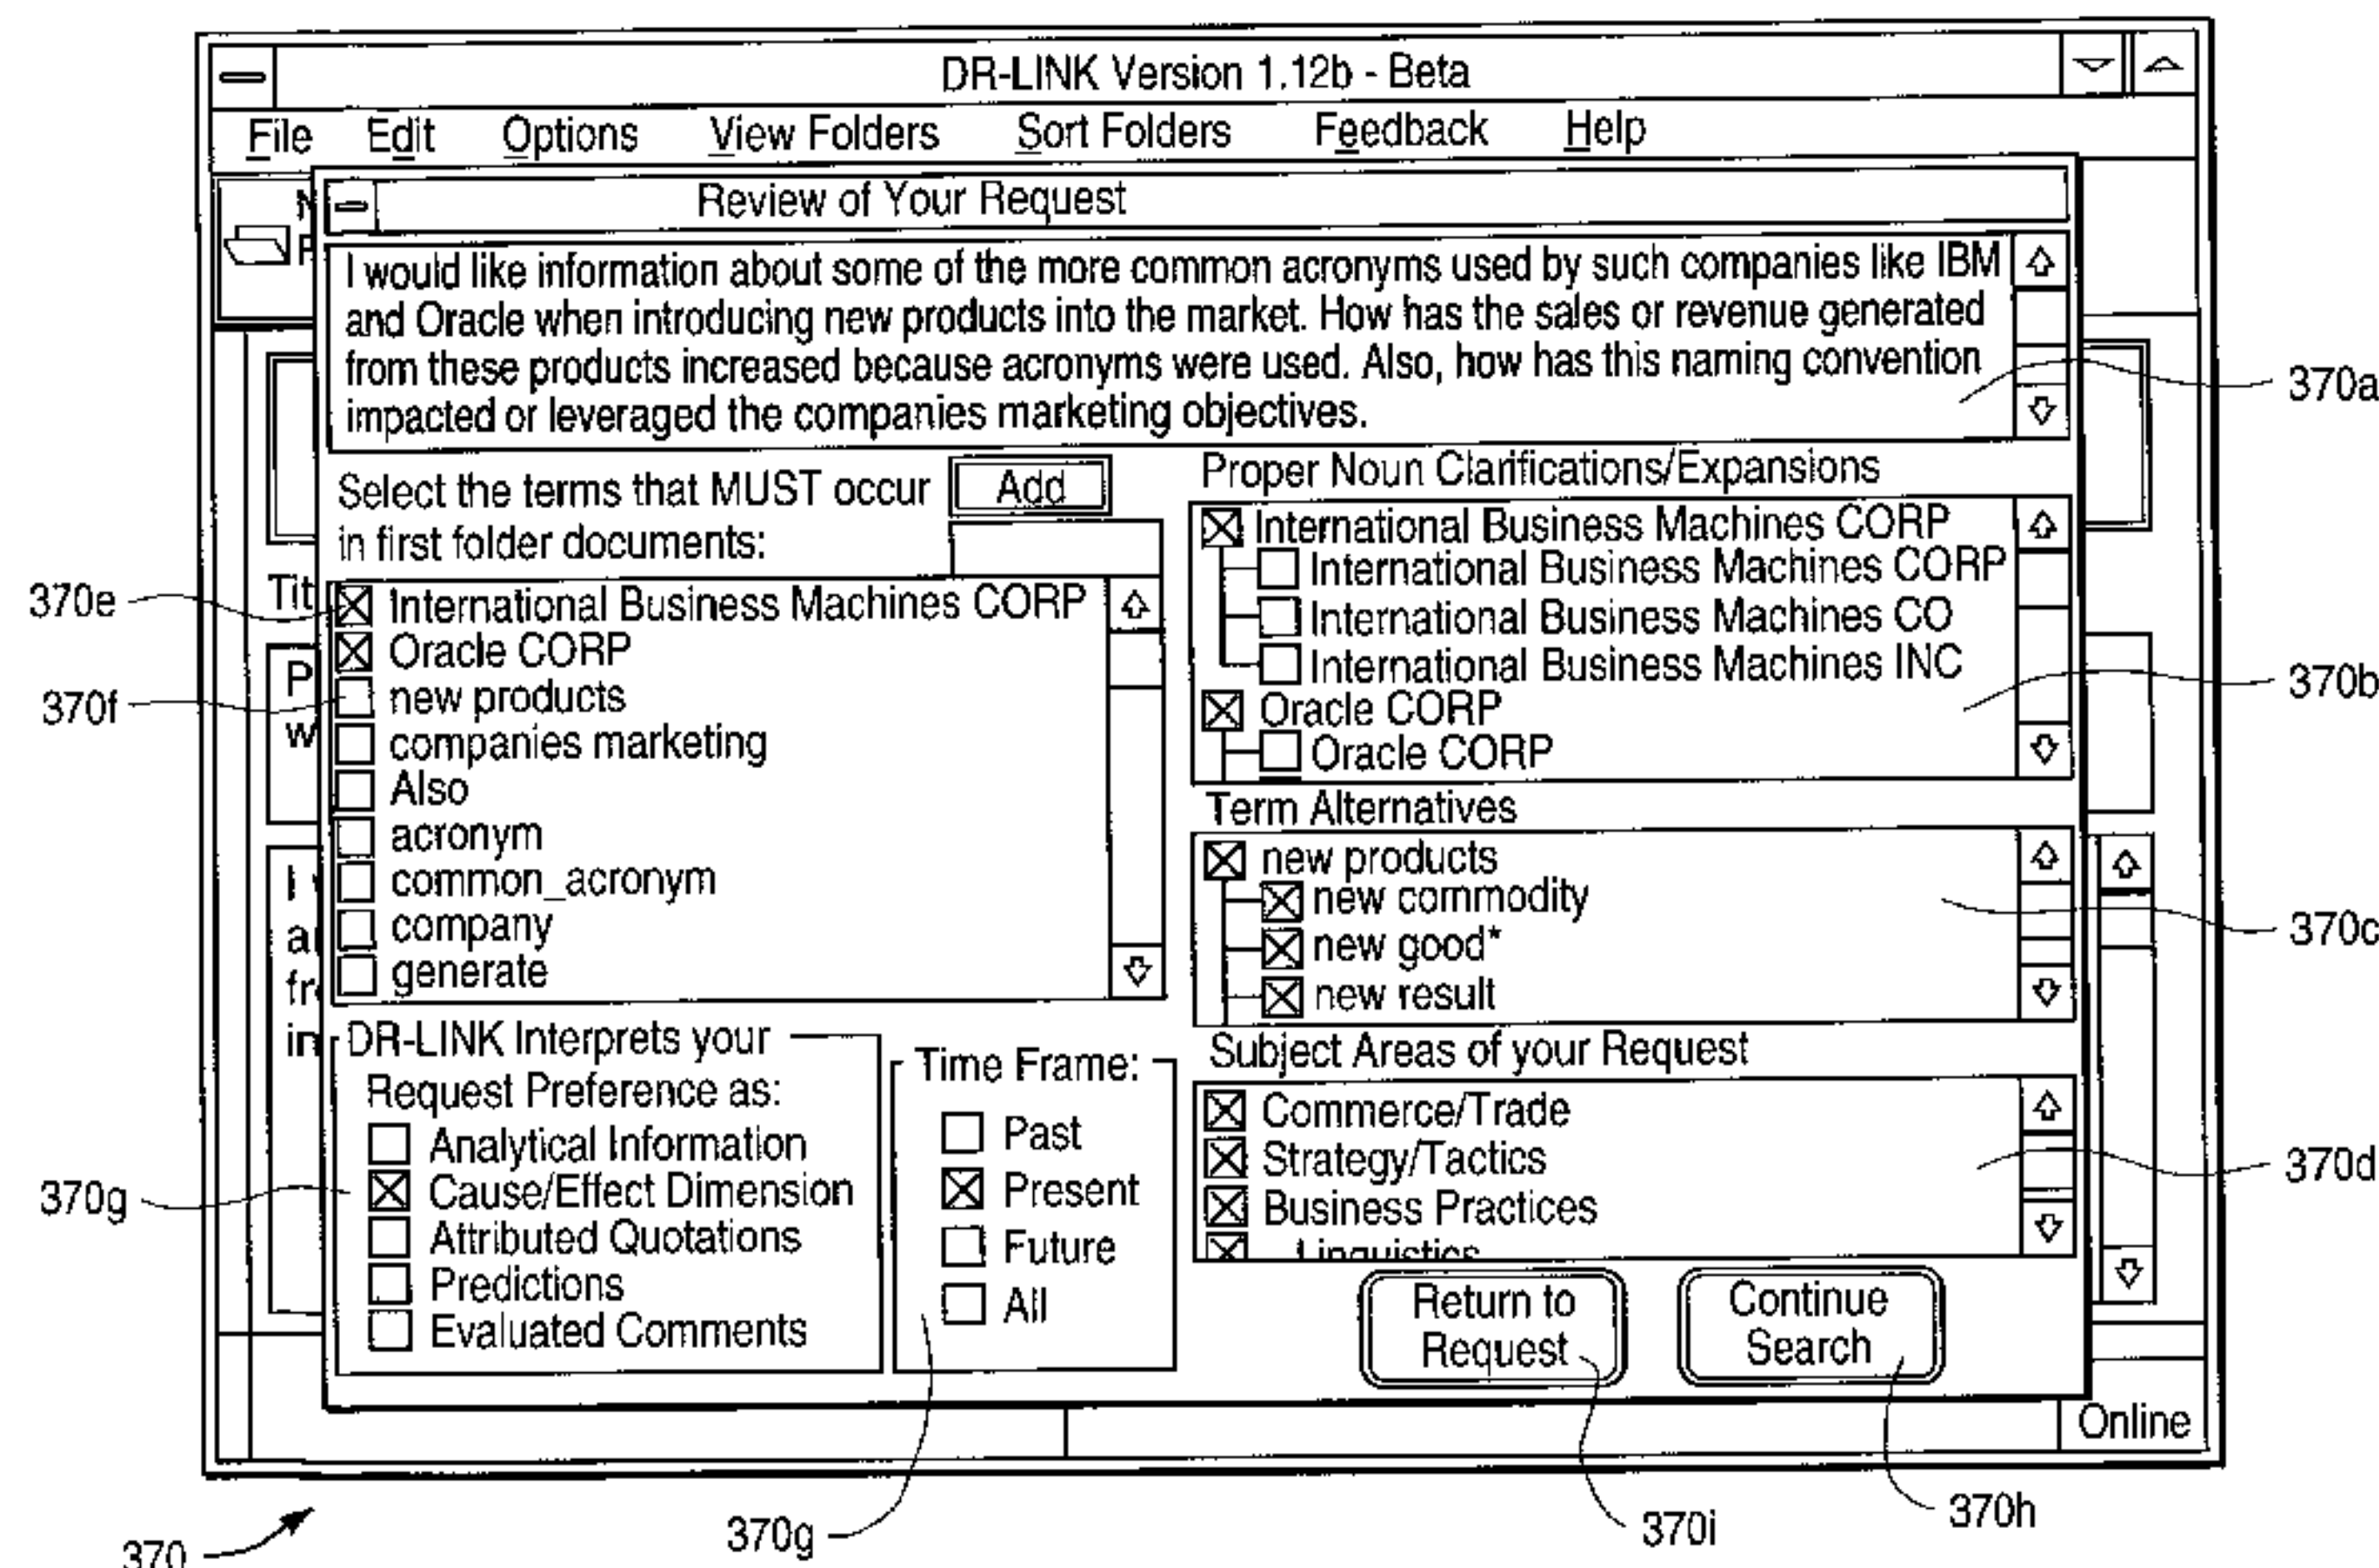 DR-LINK Version 1.12b - Beta
File Edit Options View Folders Sort Folders Feedback Help
Review of Your Request
I would like information about some of the more common acronyms used by such companies like IBM
and Oracle when introducing new products into the market. How has the sales or revenue generated
from these products increased because acronyms were used. Also, how has this naming convention
impacted or leveraged the companies marketing objectives.
370a
Select the terms that MUST occur
in first folder documents:
Add
370e
International Business Machines CORP
Oracle CORP
370f
new products
companies marketing
Also
acronym
common_acronym
company
generate
Proper Noun Clarifications/Expansions
International Business Machines CORP
International Business Machines CORP
International Business Machines CO
International Business Machines INC
Oracle CORP
Oracle CORP
370b
Term Alternatives
new products
new commodity
new good*
new result
370c
DR-LINK Interprets your
Request Preference as:
Analytical Information
Cause/Effect Dimension
Attributed Quotations
Predictions
Evaluated Comments
370g
Time Frame:
Past
Present
Future
All
370g
Subject Areas of your Request
Commerce/Trade
Strategy/Tactics
Business Practices
Linguistics
370d
Return to
Request
Continue
Search
Online
370i
370h
370